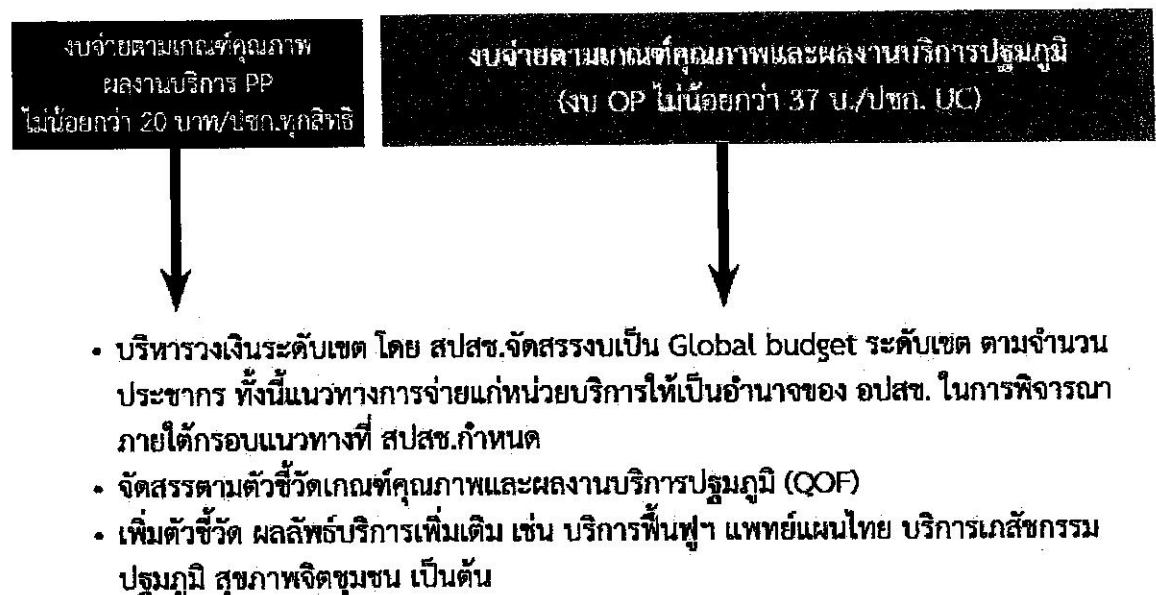 งบจ่ายตามเกณฑ์คุณภาพ
ผลงานบริการ PP
ไม่น้อยกว่า 20 บาท/ปชก.ทุกสิทธิ
งบจ่ายตามเกณฑ์คุณภาพและผลงานบริการปฐมภูมิ
(งบ OP ไม่น้อยกว่า 37 บ./ปชก. UC)
• บริหารวงเงินระดับเขต โดย สปสช.จัดสรรงบเป็น Global budget ระดับเขต ตามจำนวน
ประชากร ทั้งนี้แนวทางการจ่ายแก่หน่วยบริการให้เป็นอำนาจของ อปสข. ในการพิจารณา
ภายใต้กรอบแนวทางที่ สปสช.กำหนด
• จัดสรรตามตัวชี้วัดเกณฑ์คุณภาพและผลงานบริการปฐมภูมิ (QOF)
• เพิ่มตัวชี้วัด ผลลัพธ์บริการเพิ่มเติม เช่น บริการฟื้นฟูฯ แพทย์แผนไทย บริการเภสัชกรรม
ปฐมภูมิ สุขภาพจิตชุมชน เป็นต้น